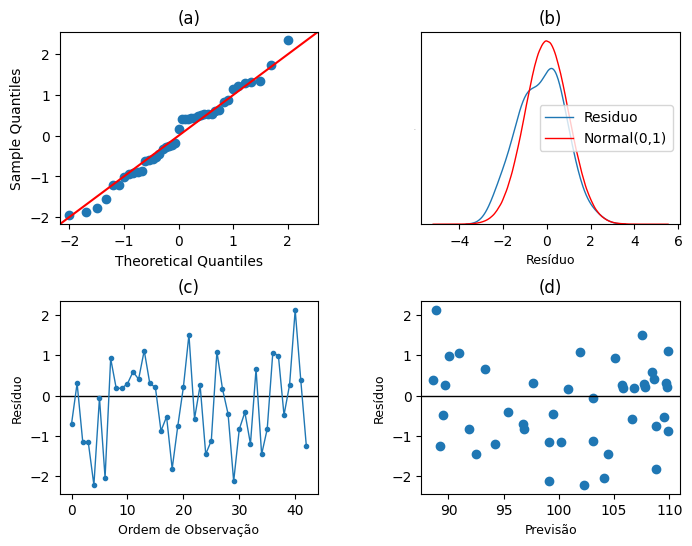 (a)
Sample Quantiles
2
1
0
−1
−2
−2 −1 0 1 2
Theoretical Quantiles
(b)
Residuo
Normal(0,1)
−4 −2 0 2 4 6
Resíduo
(c)
Resíduo
2
1
0
−1
−2
0 10 20 30 40
Ordem de Observação
(d)
Resíduo
2
1
0
−1
−2
90 95 100 105 110
Previsão